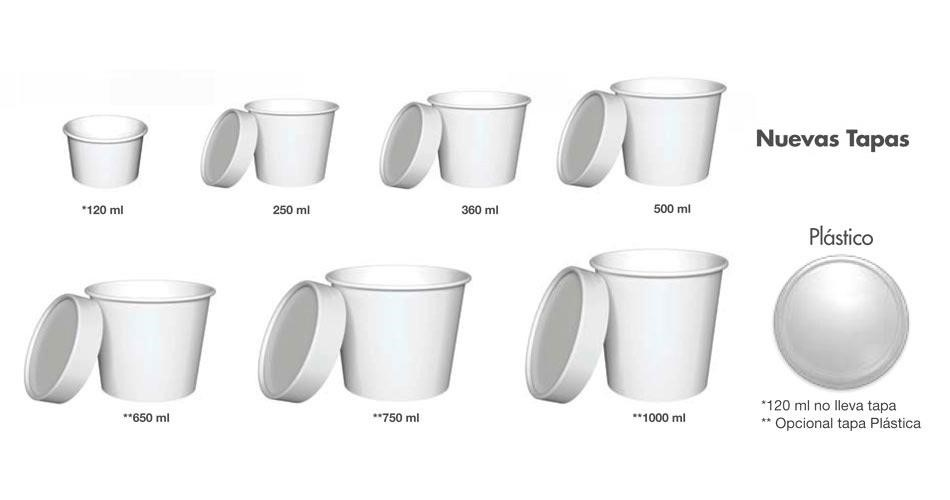 *120 ml
250 ml
360 ml
500 ml
Nuevas Tapas
**650 ml
**750 ml
**1000 ml
Plástico
*120 ml no lleva tapa
** Opcional tapa Plástica